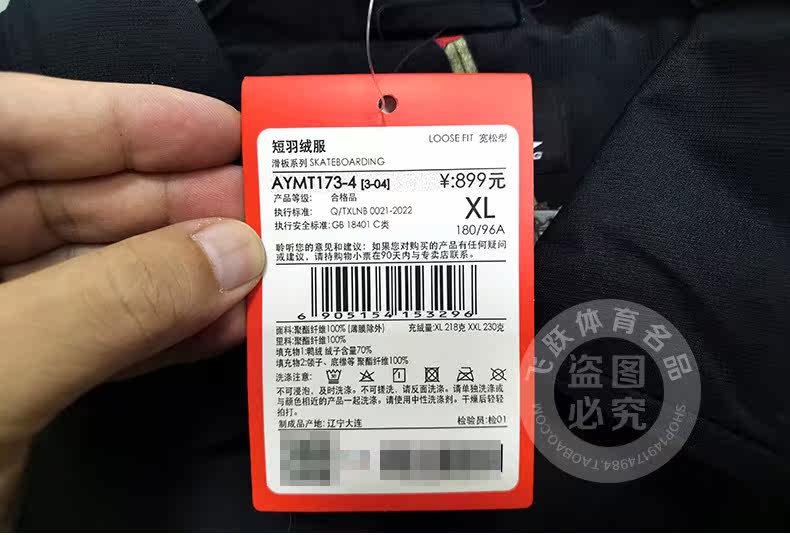 短羽绒服
LOOSE FIT 宽松型
滑板系列 SKATEBOARDING
AYMT173-4 [3-04] ¥:899元
产品等级: 合格品
执行标准: Q/TXLNB 0021-2022
XL
执行安全标准: GB 18401 C类
180/96A
聆听您的意见和建议: 如果您对购买的产品有任何疑问
或建议, 请持购物小票在90天内与专卖店联系。
6 905154 153296
面料:聚酯纤维100% (薄膜除外) 充绒量:XL 218克 XXL 230克
里料:聚酯纤维100%
填充物1:鸭绒 绒子含量70%
填充物2:领子、底襟等 聚酯纤维100%
洗涤注意:
不可浸泡, 及时洗涤。不可搓洗, 请反面洗涤。请单独洗涤或
与颜色相近的产品一起洗涤。请使用中性洗涤剂。干燥后轻轻
拍打。
制成品产地: 辽宁大连 检验员:检01
飞跃体育名品
盗图
必究
SHOP149174984.TAOBAO.COM